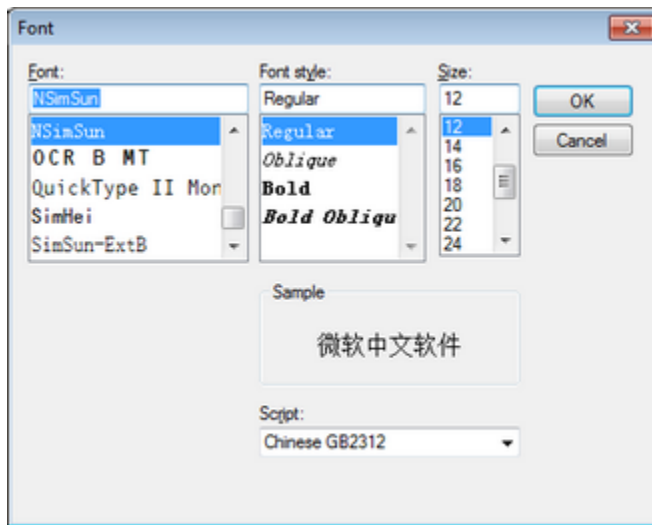 Font
Font:
NSimSun
NSimSun
OCR B MT
QuickType II Mon
SimHei
SimSun-ExtB
Font style:
Regular
Regular
Oblique
Bold
Bold Obliqu
Size:
12
12
14
16
18
20
22
24
OK
Cancel
Sample
微软中文软件
Script:
Chinese GB2312